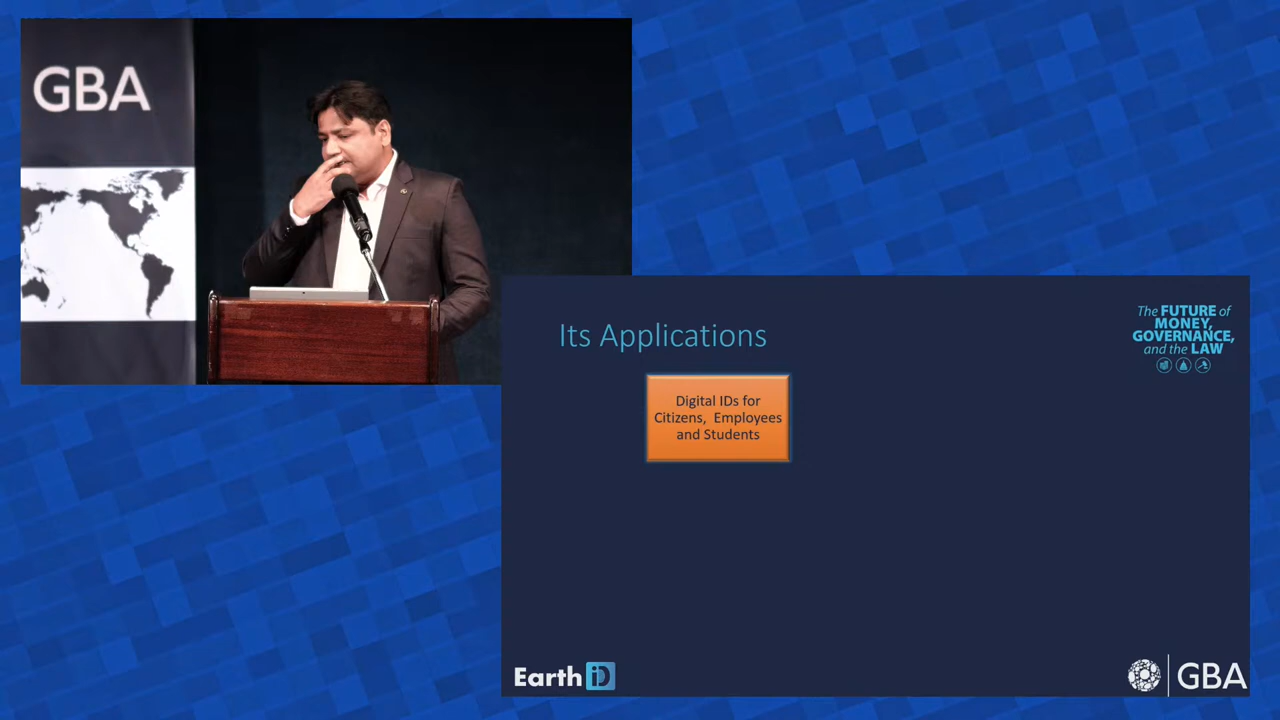 GBA
Its Applications
The FUTURE of
MONEY,
GOVERNANCE,
and the LAW
Digital IDs for
Citizens, Employees
and Students
Earth iD
GBA